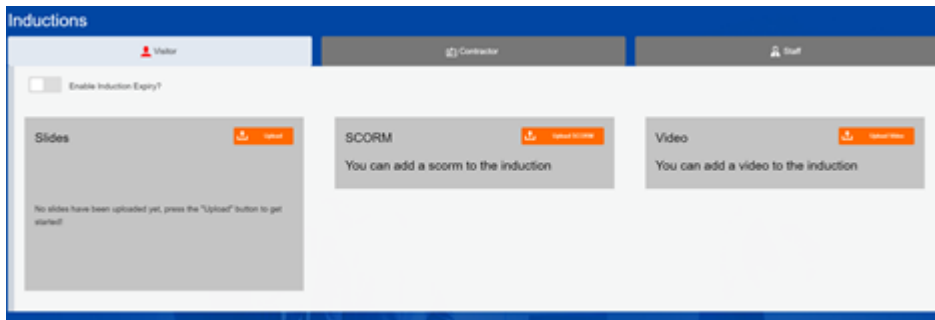 Inductions
Visitor
Contractor
Staff
Enable Induction Expiry?
Slides
Upload
SCORM
Upload SCORM
Video
Upload Video
You can add a scorm to the induction
You can add a video to the induction
No slides have been uploaded yet, press the "Upload" button to get
started!